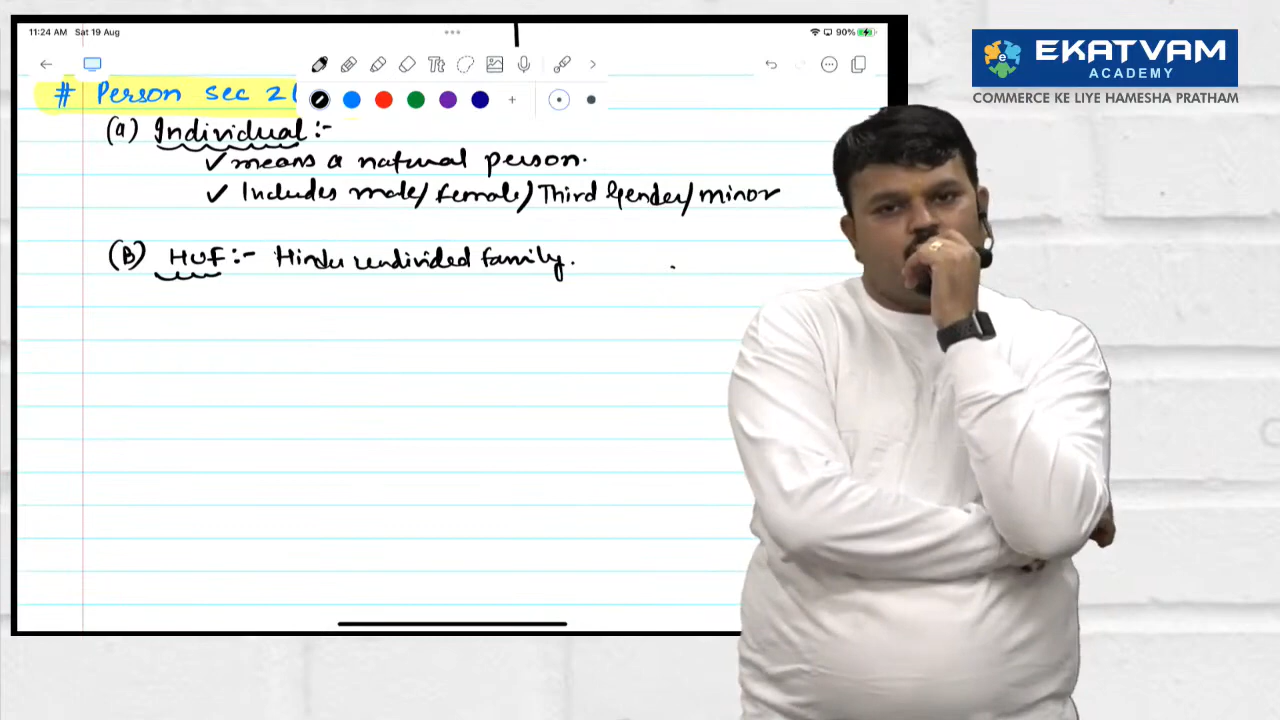 11:24 AM Sat 19 Aug
90%
EKATVAM
ACADEMY
COMMERCE KE LIYE HAMESHA PRATHAM
# Person sec 2(
(a) Individual :-
✓ means a natural person.
✓ Includes male/female/Third Gender/minor
(B) HUF :- Hindu undivided family.